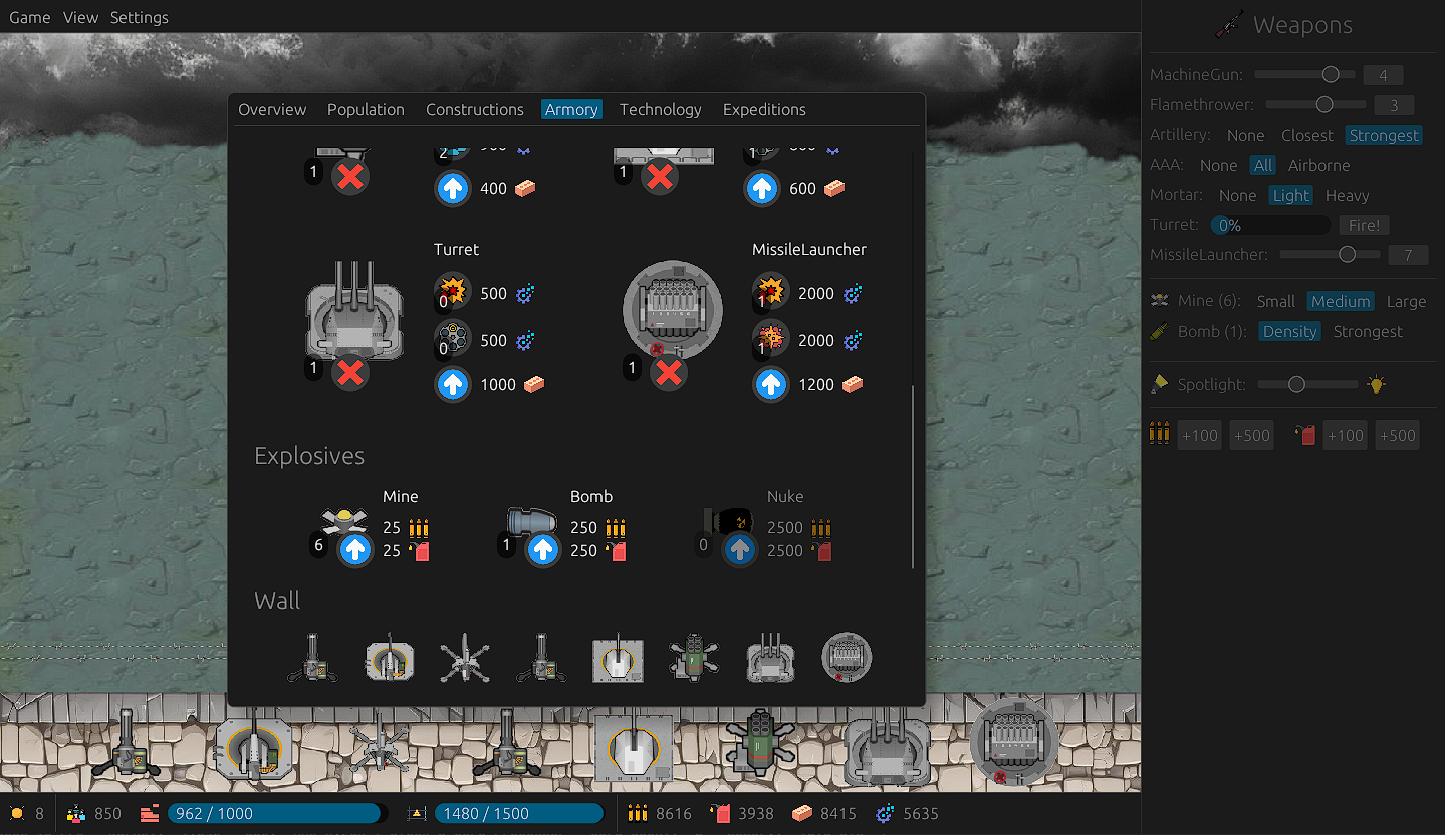 Game View Settings
Weapons
MachineGun: 4
Flamethrower: 3
Artillery: None Closest Strongest
AAA: None All Airborne
Mortar: None Light Heavy
Turret: 0% Fire!
MissileLauncher: 7
Mine (6): Small Medium Large
Bomb (1): Density Strongest
Spotlight:
+100 +500 +100 +500
Overview Population Constructions Armory Technology Expeditions
1 2 1 1
400 600
Turret MissileLauncher
0 500 1 2000
0 500 1 2000
1 1000 1 1200
Explosives
Mine Bomb Nuke
25 250 2500
6 25 1 250 0 2500
Wall
8 850 962 / 1000 1480 / 1500 8616 3938 8415 5635